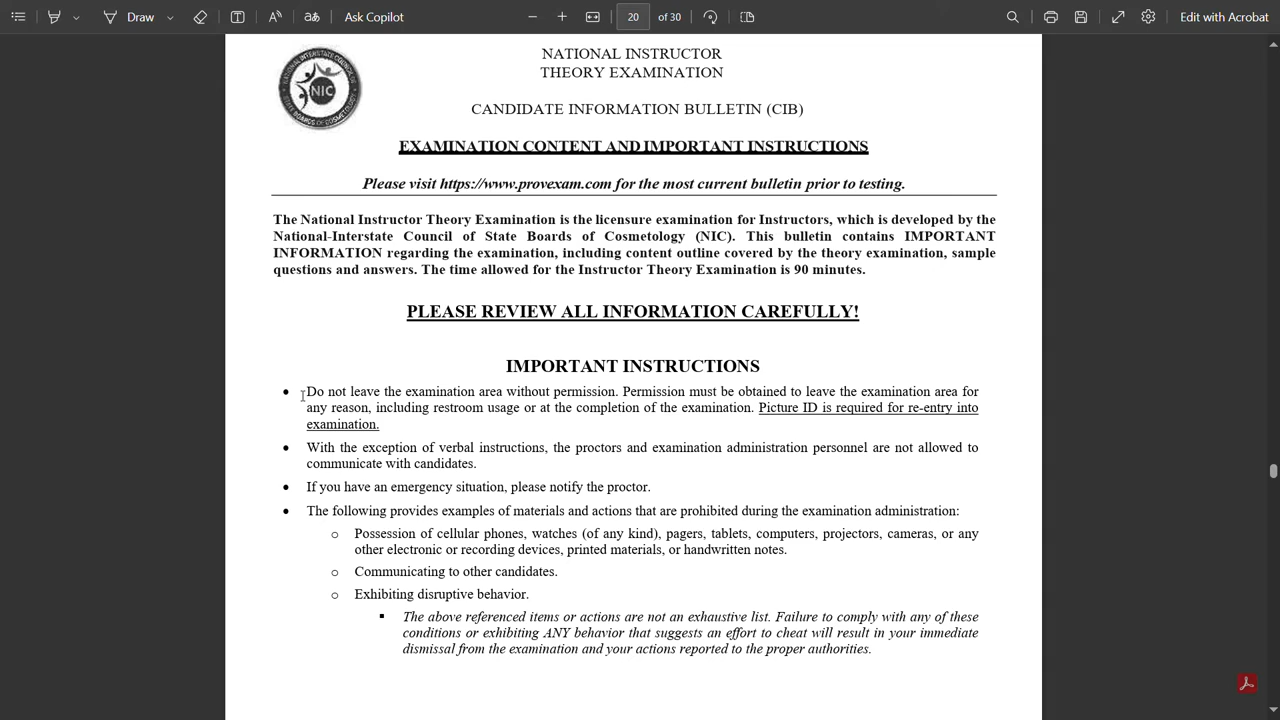 Draw
Ask Copilot
20 of 30
Edit with Acrobat
NATIONAL INTERSTATE COUNCIL OF
STATE BOARDS OF COSMETOLOGY
NIC
NATIONAL INSTRUCTOR
THEORY EXAMINATION
CANDIDATE INFORMATION BULLETIN (CIB)
EXAMINATION CONTENT AND IMPORTANT INSTRUCTIONS
Please visit https://www.provexam.com for the most current bulletin prior to testing.
The National Instructor Theory Examination is the licensure examination for Instructors, which is developed by the
National-Interstate Council of State Boards of Cosmetology (NIC). This bulletin contains IMPORTANT
INFORMATION regarding the examination, including content outline covered by the theory examination, sample
questions and answers. The time allowed for the Instructor Theory Examination is 90 minutes.
PLEASE REVIEW ALL INFORMATION CAREFULLY!
IMPORTANT INSTRUCTIONS
• Do not leave the examination area without permission. Permission must be obtained to leave the examination area for
any reason, including restroom usage or at the completion of the examination. Picture ID is required for re-entry into
examination.
• With the exception of verbal instructions, the proctors and examination administration personnel are not allowed to
communicate with candidates.
• If you have an emergency situation, please notify the proctor.
• The following provides examples of materials and actions that are prohibited during the examination administration:
o Possession of cellular phones, watches (of any kind), pagers, tablets, computers, projectors, cameras, or any
other electronic or recording devices, printed materials, or handwritten notes.
o Communicating to other candidates.
o Exhibiting disruptive behavior.
▪ The above referenced items or actions are not an exhaustive list. Failure to comply with any of these
conditions or exhibiting ANY behavior that suggests an effort to cheat will result in your immediate
dismissal from the examination and your actions reported to the proper authorities.